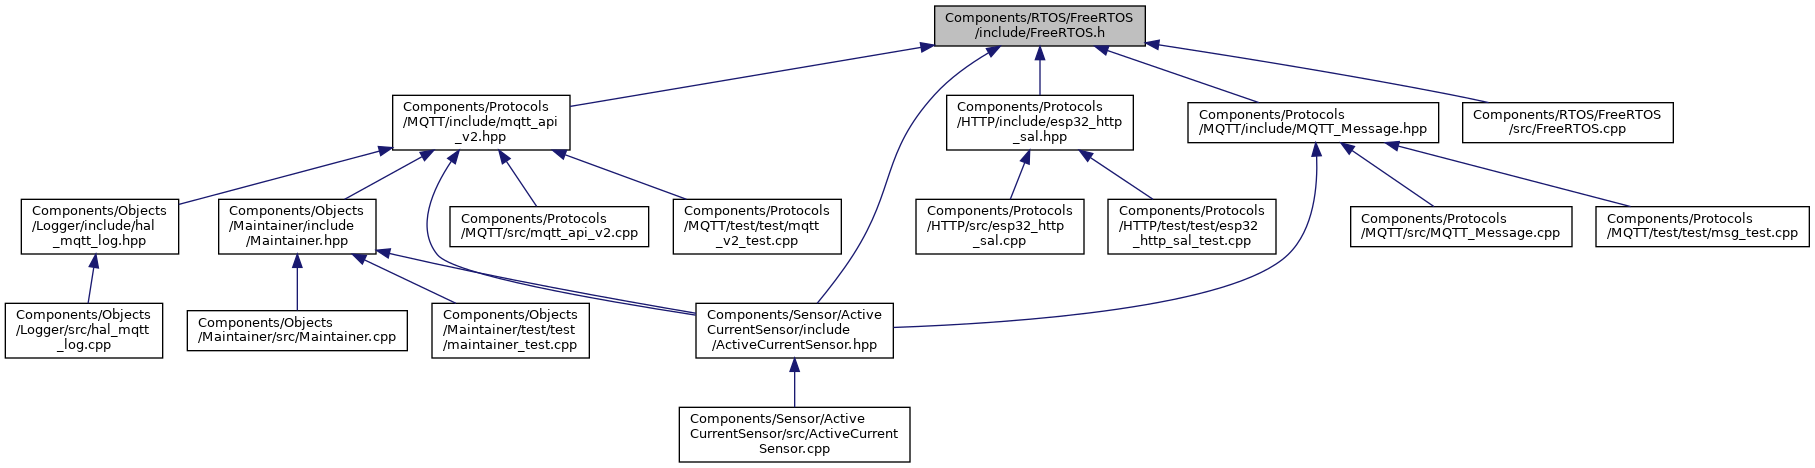 Components/RTOS/FreeRTOS
/include/FreeRTOS.h
Components/Protocols
/MQTT/include/mqtt_api
_v2.hpp
Components/Protocols
/HTTP/include/esp32_http
_sal.hpp
Components/Protocols
/MQTT/include/MQTT_Message.hpp
Components/RTOS/FreeRTOS
/src/FreeRTOS.cpp
Components/Objects
/Logger/include/hal
_mqtt_log.hpp
Components/Objects
/Maintainer/include
/Maintainer.hpp
Components/Protocols
/MQTT/src/mqtt_api_v2.cpp
Components/Protocols
/MQTT/test/test/mqtt
_v2_test.cpp
Components/Protocols
/HTTP/src/esp32_http
_sal.cpp
Components/Protocols
/HTTP/test/test/esp32
_http_sal_test.cpp
Components/Protocols
/MQTT/src/MQTT_Message.cpp
Components/Protocols
/MQTT/test/test/msg_test.cpp
Components/Objects
/Logger/src/hal_mqtt
_log.cpp
Components/Objects
/Maintainer/src/Maintainer.cpp
Components/Objects
/Maintainer/test/test
/maintainer_test.cpp
Components/Sensor/Active
CurrentSensor/include
/ActiveCurrentSensor.hpp
Components/Sensor/Active
CurrentSensor/src/ActiveCurrent
Sensor.cpp